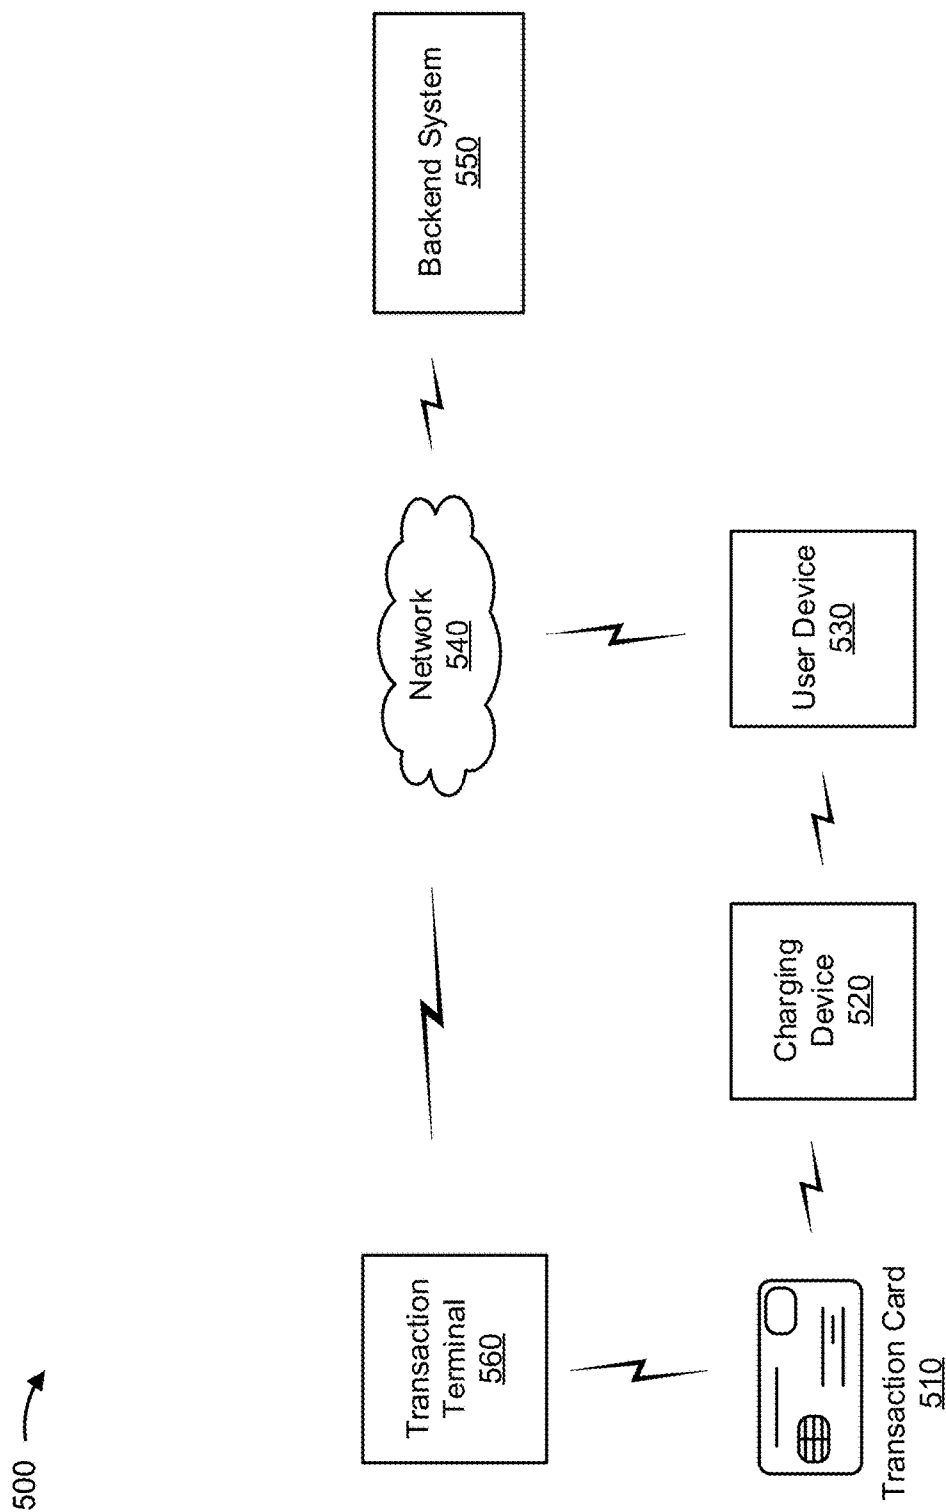 500
Transaction
Terminal
560
Network
540
Backend System
550
Transaction Card
510
Charging
Device
520
User Device
530